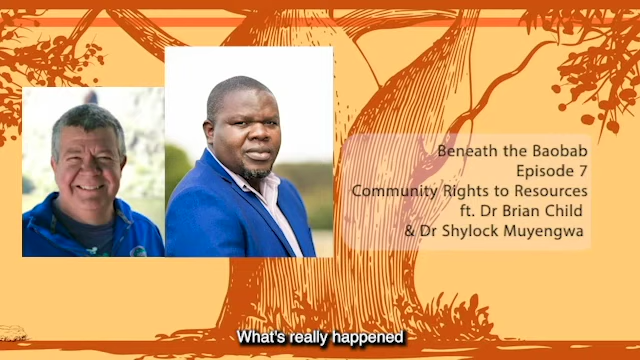 Beneath the Baobab
Episode 7
Community Rights to Resources
ft. Dr Brian Child
& Dr Shylock Muyengwa
What's really happened